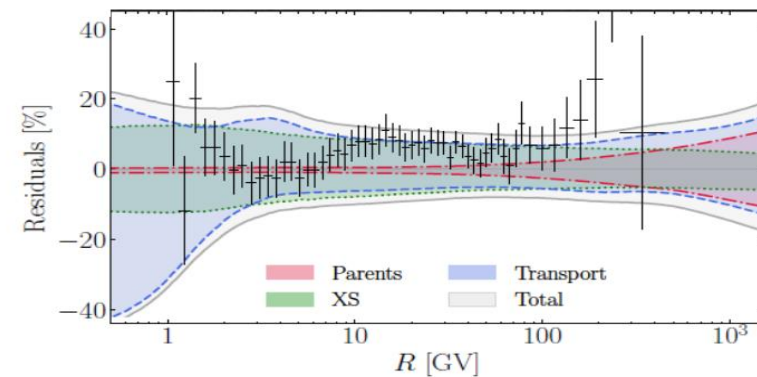 40
20
0
−20
−40
Residuals [%]
Parents
Transport
XS
Total
1
10
100
10³
R [GV]